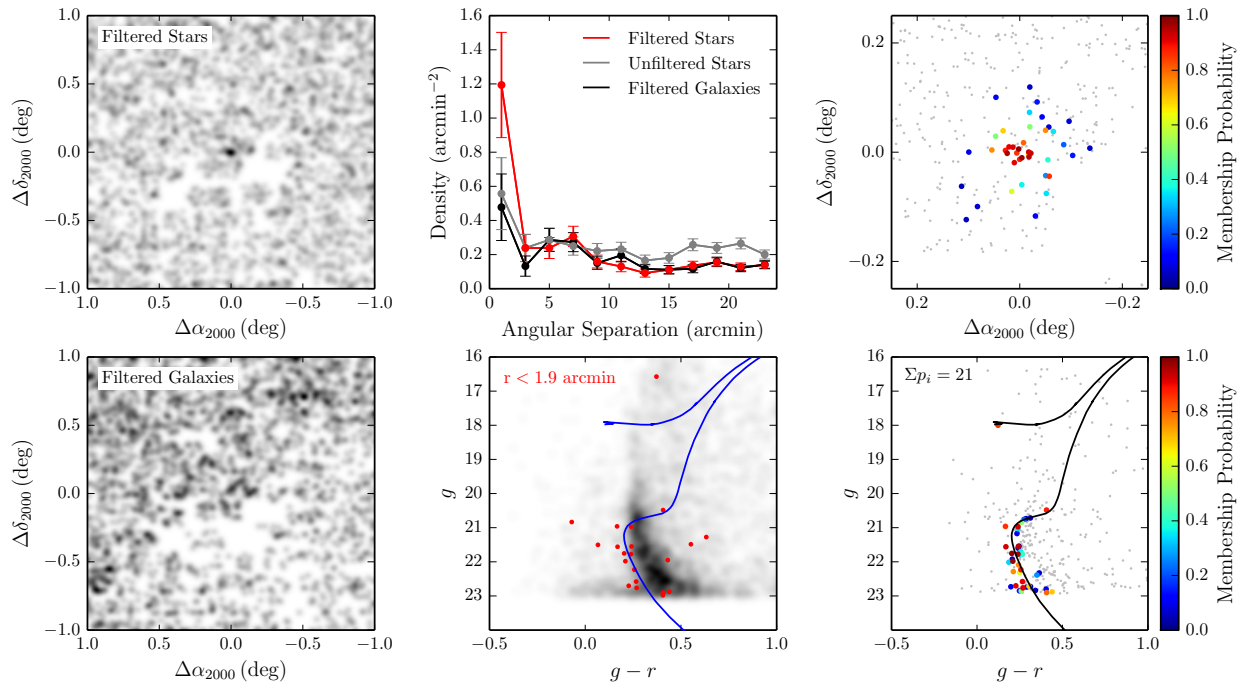 Filtered Stars
1.0
0.5
0.0
−0.5
−1.0
Δδ2000 (deg)
1.0 0.5 0.0 −0.5 −1.0
Δα2000 (deg)
Filtered Stars
Unfiltered Stars
Filtered Galaxies
1.6
1.4
1.2
1.0
0.8
0.6
0.4
0.2
0.0
Density (arcmin−2)
0 5 10 15 20
Angular Separation (arcmin)
0.2
0.0
−0.2
Δδ2000 (deg)
0.2 0.0 −0.2
Δα2000 (deg)
1.0
0.8
0.6
0.4
0.2
0.0
Membership Probability
Filtered Galaxies
1.0
0.5
0.0
−0.5
−1.0
Δδ2000 (deg)
1.0 0.5 0.0 −0.5 −1.0
Δα2000 (deg)
r < 1.9 arcmin
16
17
18
19
20
21
22
23
g
−0.5 0.0 0.5 1.0
g − r
Σpi = 21
16
17
18
19
20
21
22
23
g
−0.5 0.0 0.5 1.0
g − r
1.0
0.8
0.6
0.4
0.2
0.0
Membership Probability